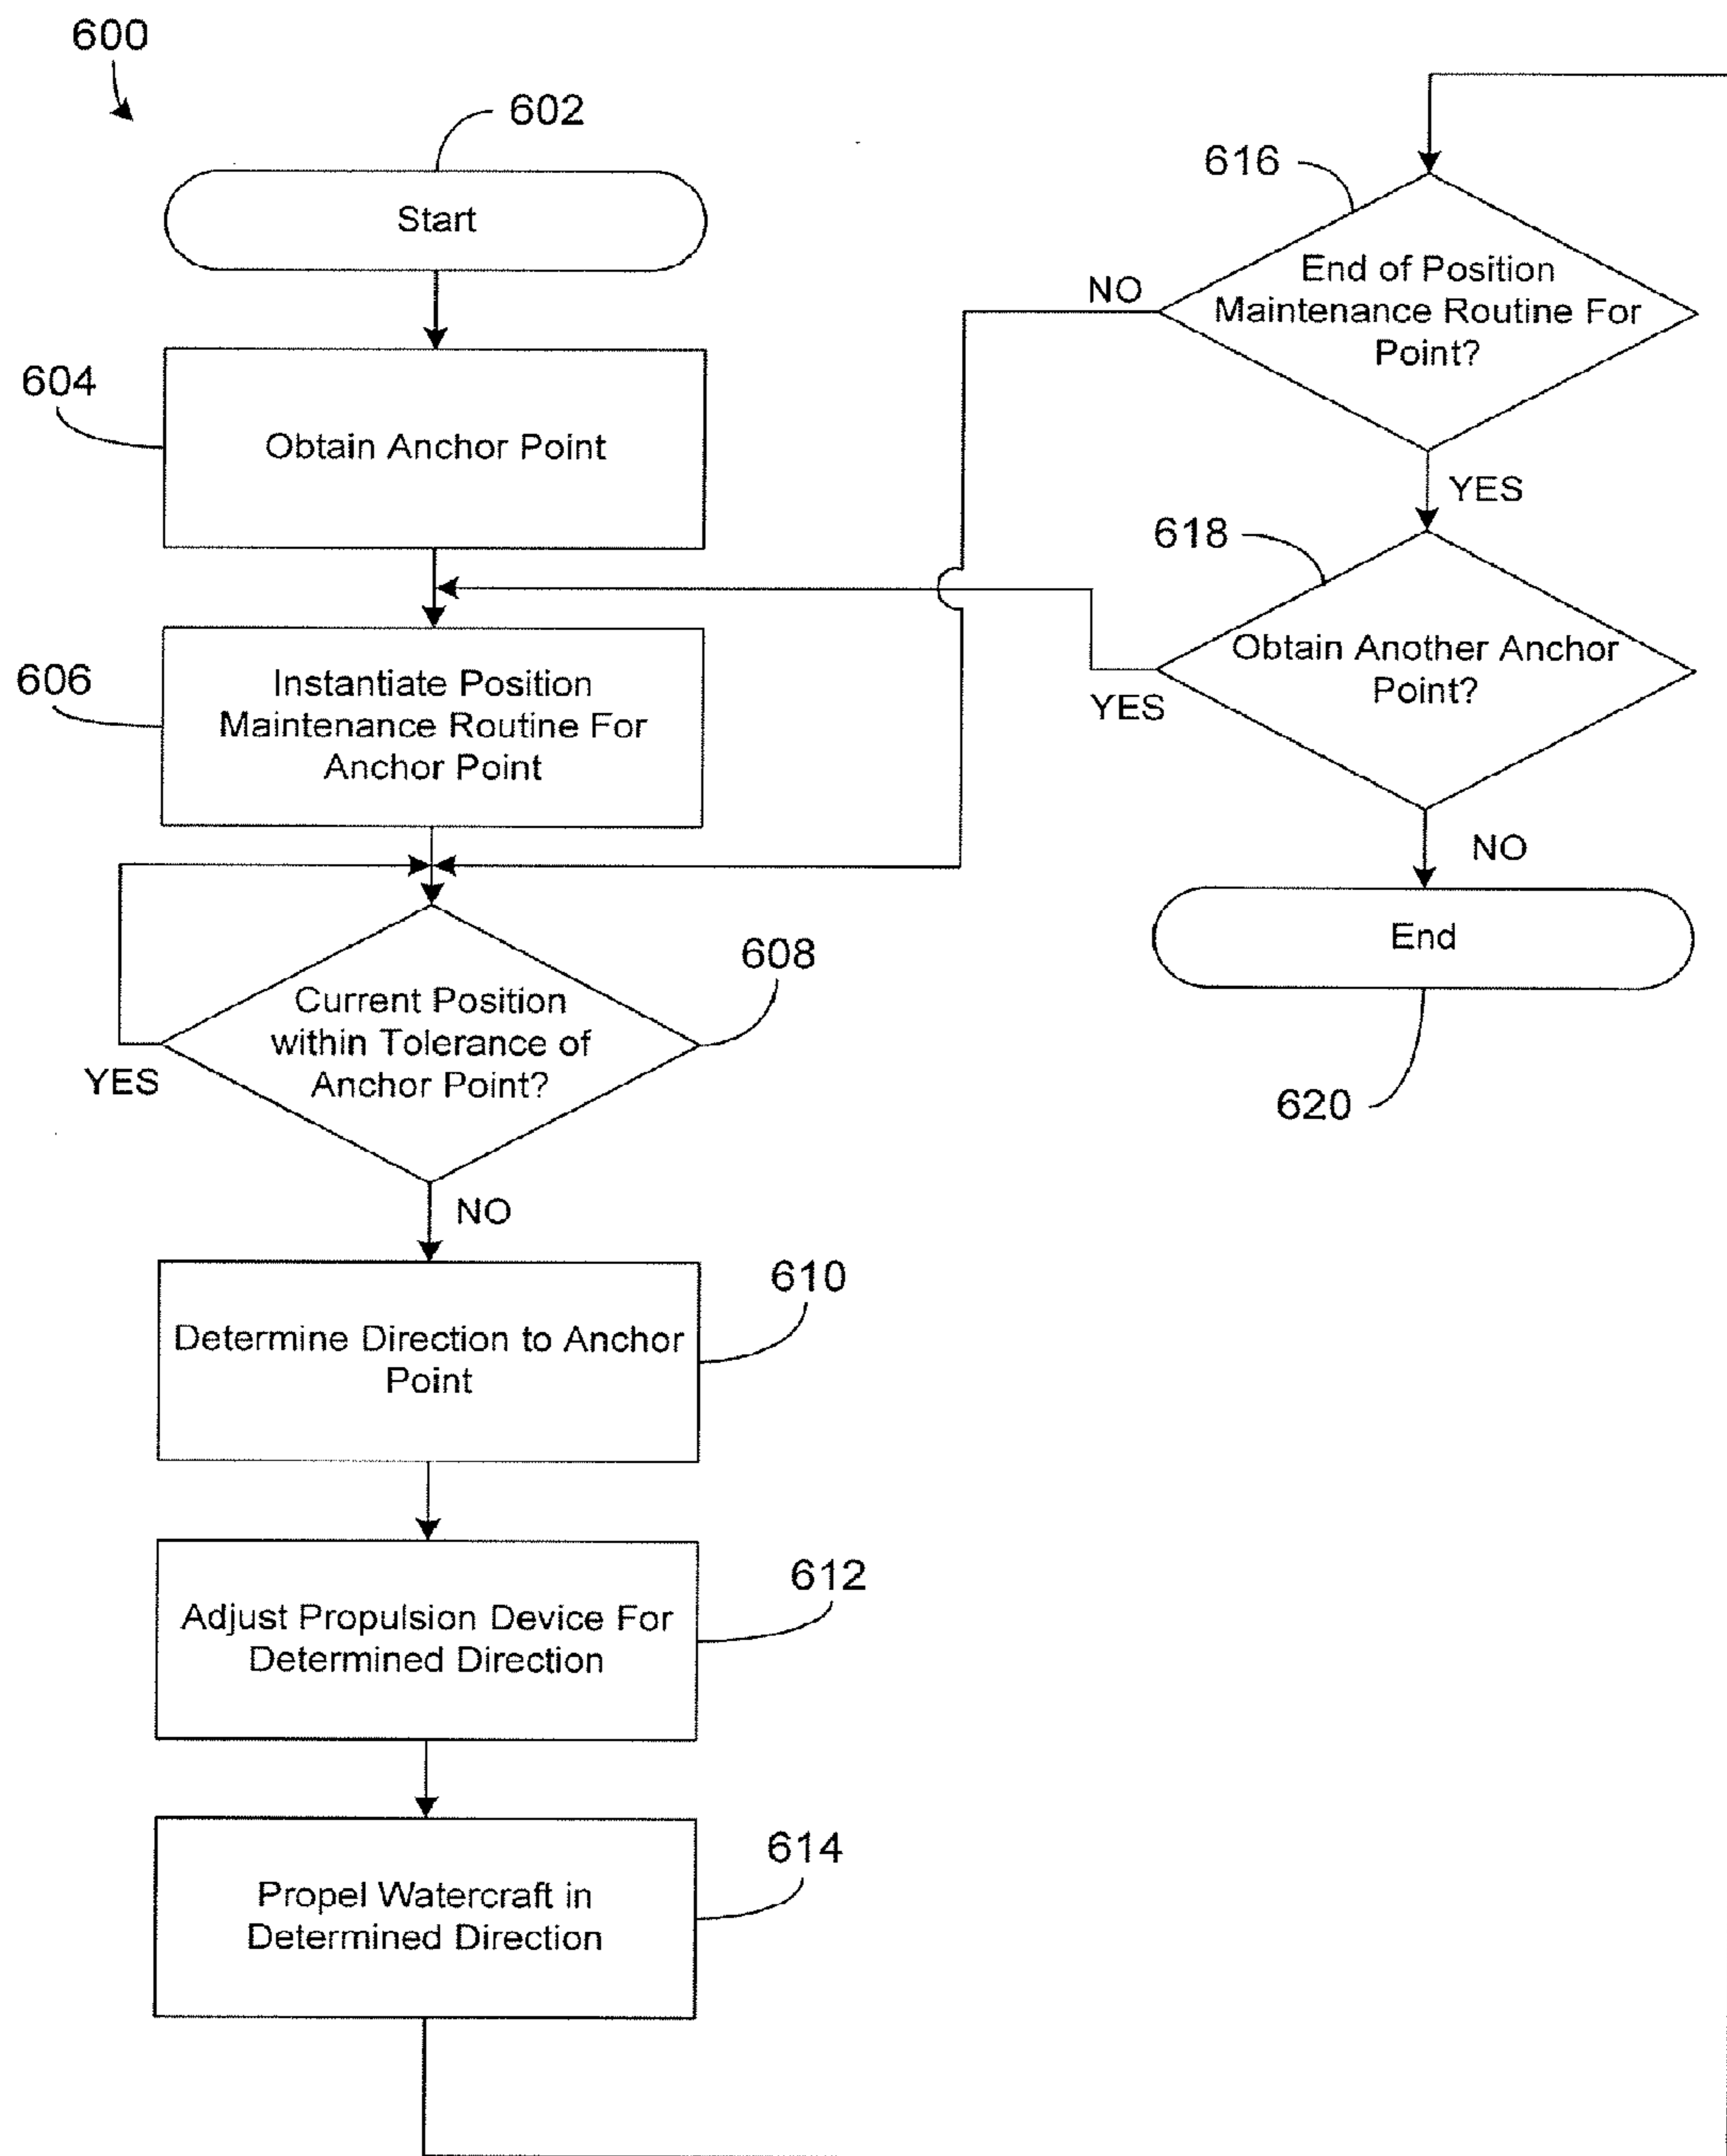 600
602
Start
604
Obtain Anchor Point
606
Instantiate Position
Maintenance Routine For
Anchor Point
608
Current Position
within Tolerance of
Anchor Point?
YES
NO
610
Determine Direction to Anchor
Point
612
Adjust Propulsion Device For
Determined Direction
614
Propel Watercraft in
Determined Direction
616
End of Position
Maintenance Routine For
Point?
NO
YES
618
Obtain Another Anchor
Point?
YES
NO
End
620